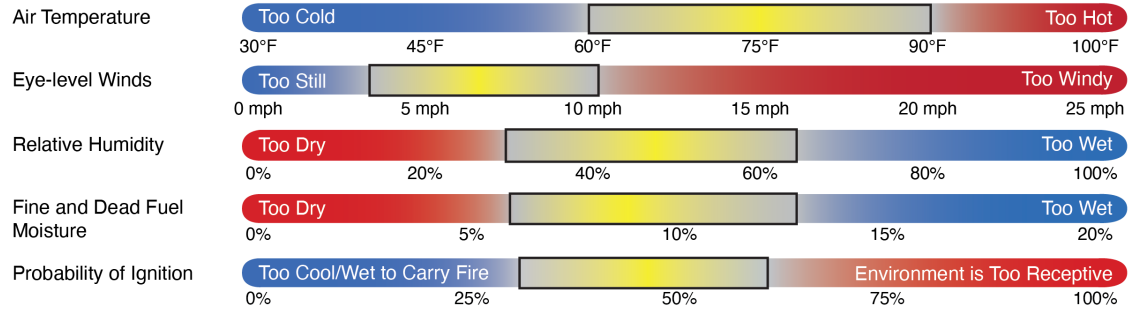 Air Temperature
Too Cold Too Hot
30°F 45°F 60°F 75°F 90°F 100°F
Eye-level Winds
Too Still Too Windy
0 mph 5 mph 10 mph 15 mph 20 mph 25 mph
Relative Humidity
Too Dry Too Wet
0% 20% 40% 60% 80% 100%
Fine and Dead Fuel
Moisture
Too Dry Too Wet
0% 5% 10% 15% 20%
Probability of Ignition
Too Cool/Wet to Carry Fire Environment is Too Receptive
0% 25% 50% 75% 100%